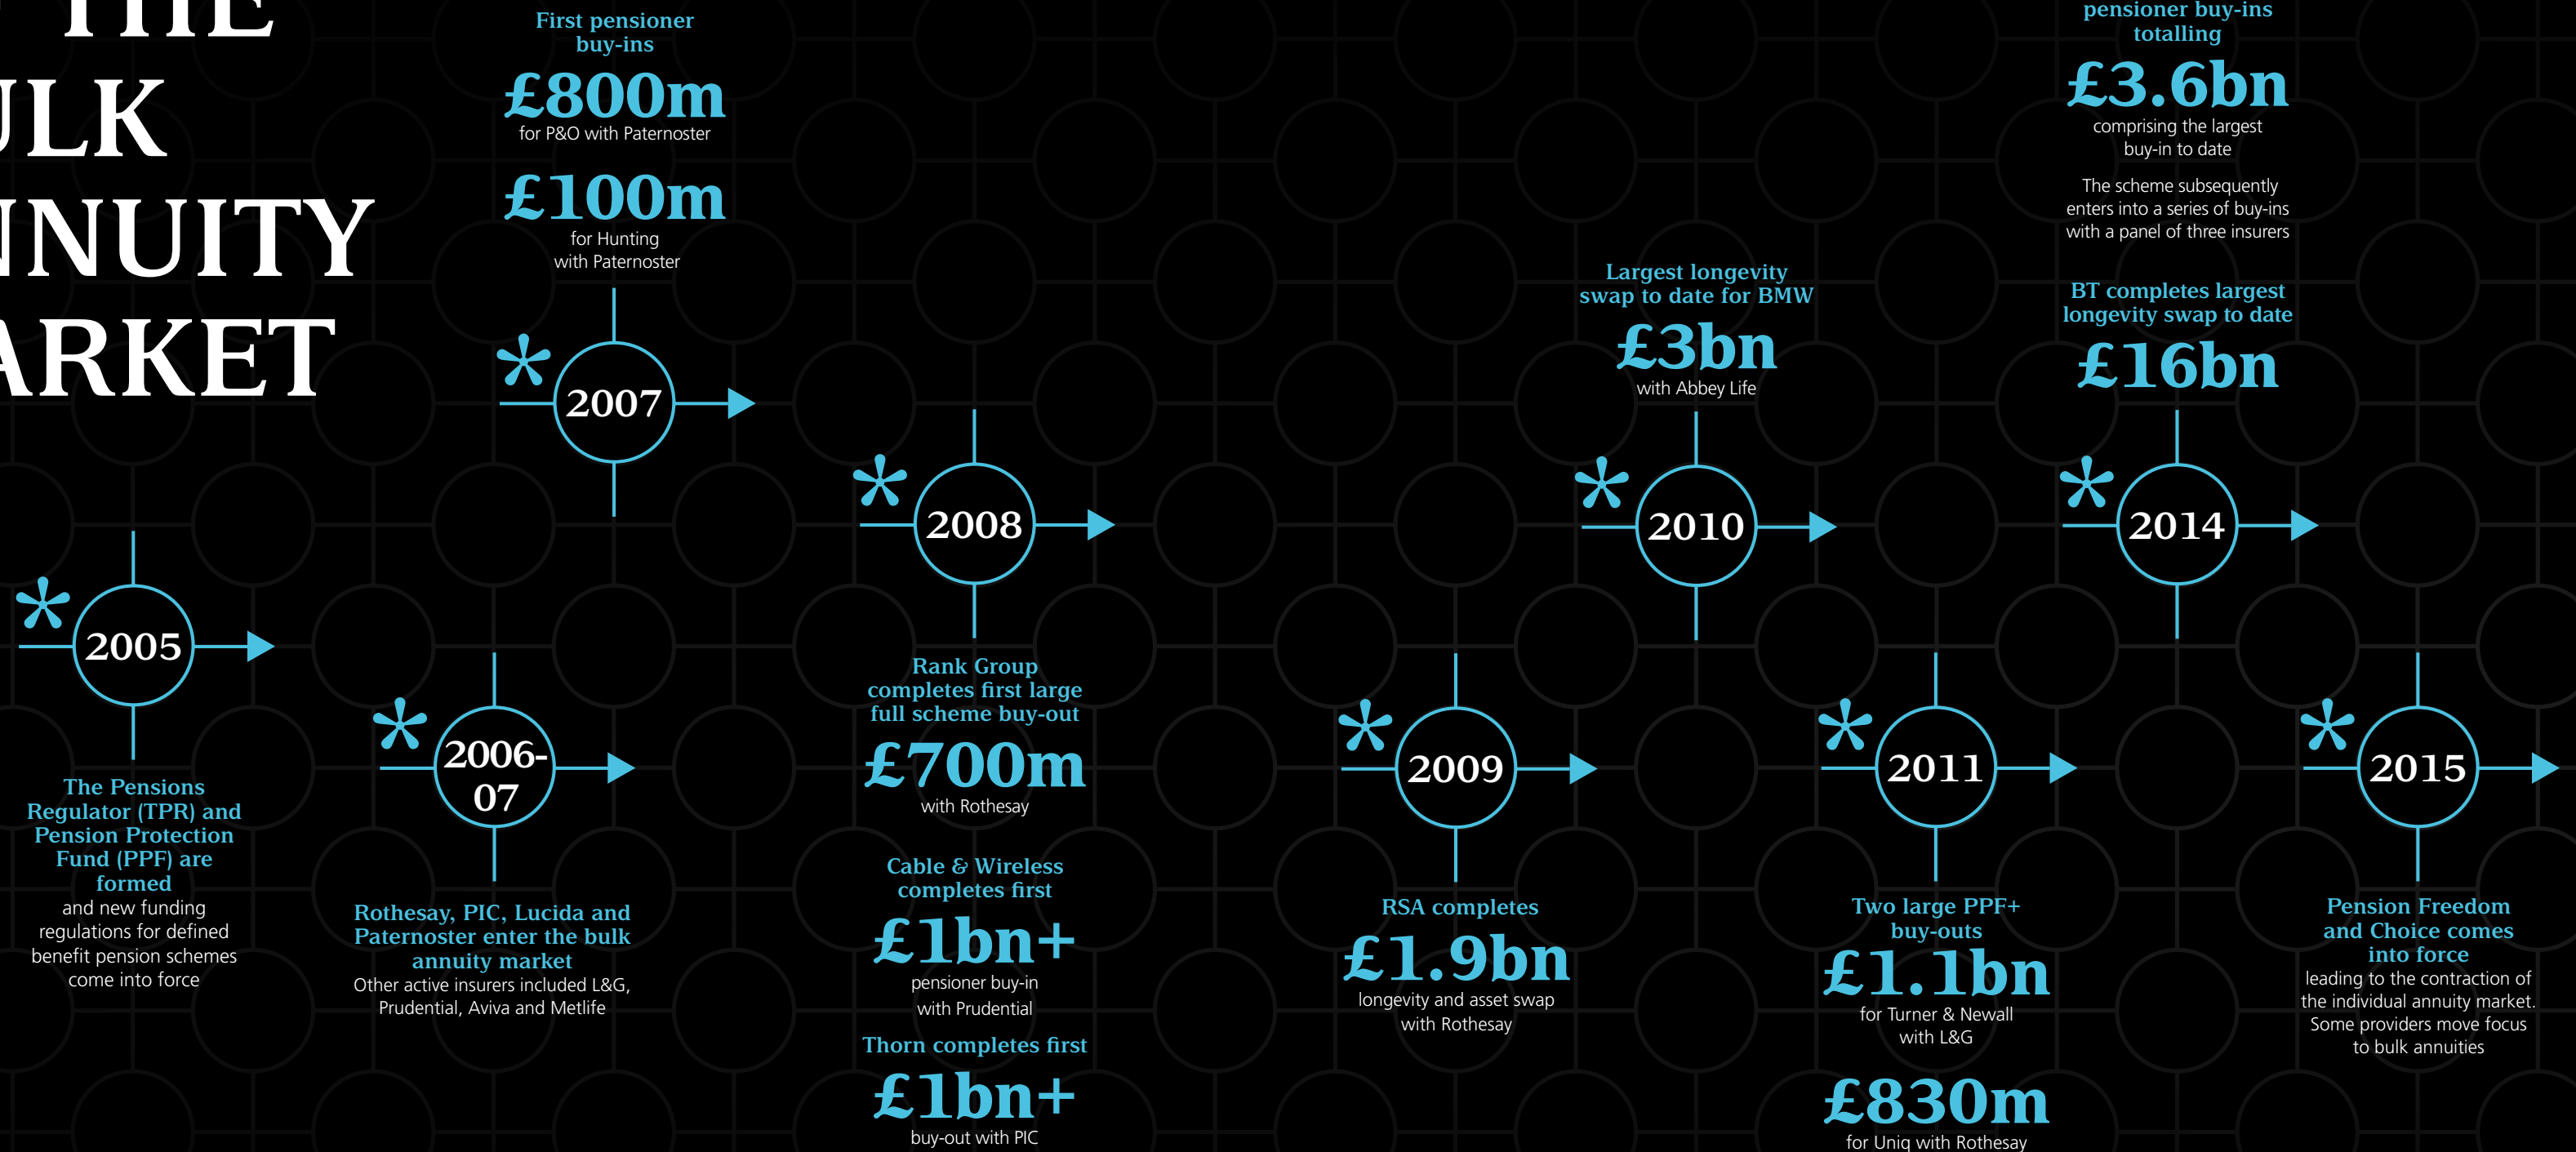 THE
ULK
NNUITY
ARKET
2005
The Pensions
Regulator (TPR) and
Pension Protection
Fund (PPF) are
formed
and new funding
regulations for defined
benefit pension schemes
come into force
2006-
07
Rothesay, PIC, Lucida and
Paternoster enter the bulk
annuity market
Other active insurers included L&G,
Prudential, Aviva and Metlife
First pensioner
buy-ins
£800m
for P&O with Paternoster
£100m
for Hunting
with Paternoster
2007
2008
Rank Group
completes first large
full scheme buy-out
£700m
with Rothesay
Cable & Wireless
completes first
£1bn+
pensioner buy-in
with Prudential
Thorn completes first
£1bn+
buy-out with PIC
2009
RSA completes
£1.9bn
longevity and asset swap
with Rothesay
Largest longevity
swap to date for BMW
£3bn
with Abbey Life
2010
2011
Two large PPF+
buy-outs
£1.1bn
for Turner & Newall
with L&G
£830m
for Uniq with Rothesay
pensioner buy-ins
totalling
£3.6bn
comprising the largest
buy-in to date
The scheme subsequently
enters into a series of buy-ins
with a panel of three insurers
BT completes largest
longevity swap to date
£16bn
2014
2015
Pension Freedom
and Choice comes
into force
leading to the contraction of
the individual annuity market.
Some providers move focus
to bulk annuities